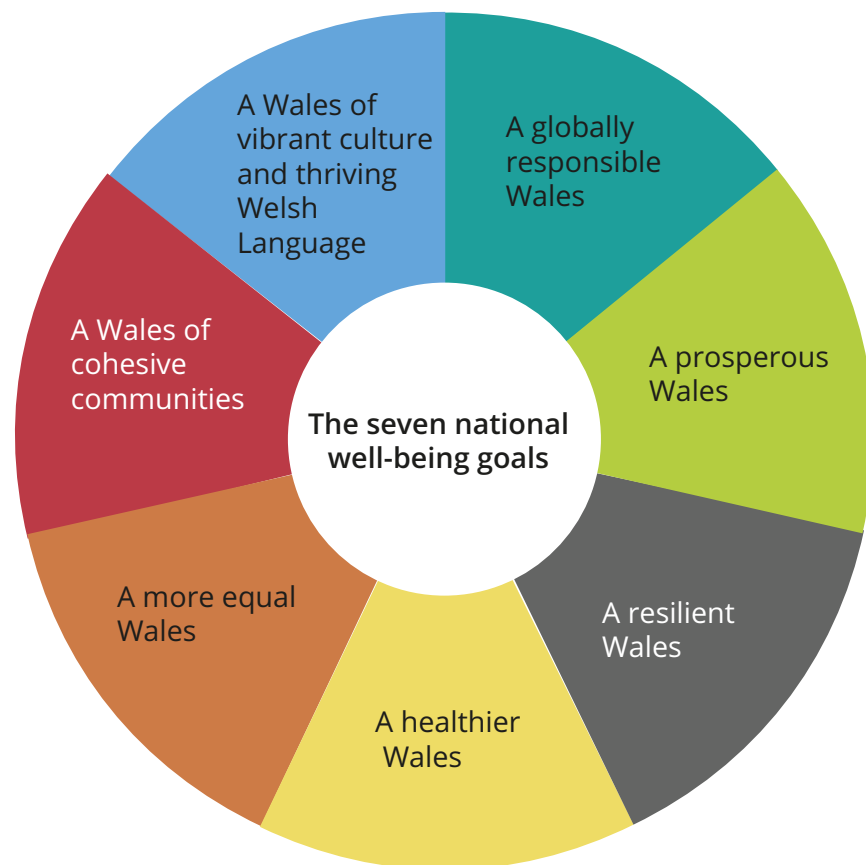 A Wales of
vibrant culture
and thriving
Welsh
Language
A globally
responsible
Wales
A prosperous
Wales
A resilient
Wales
A healthier
Wales
A more equal
Wales
A Wales of
cohesive
communities
The seven national
well-being goals